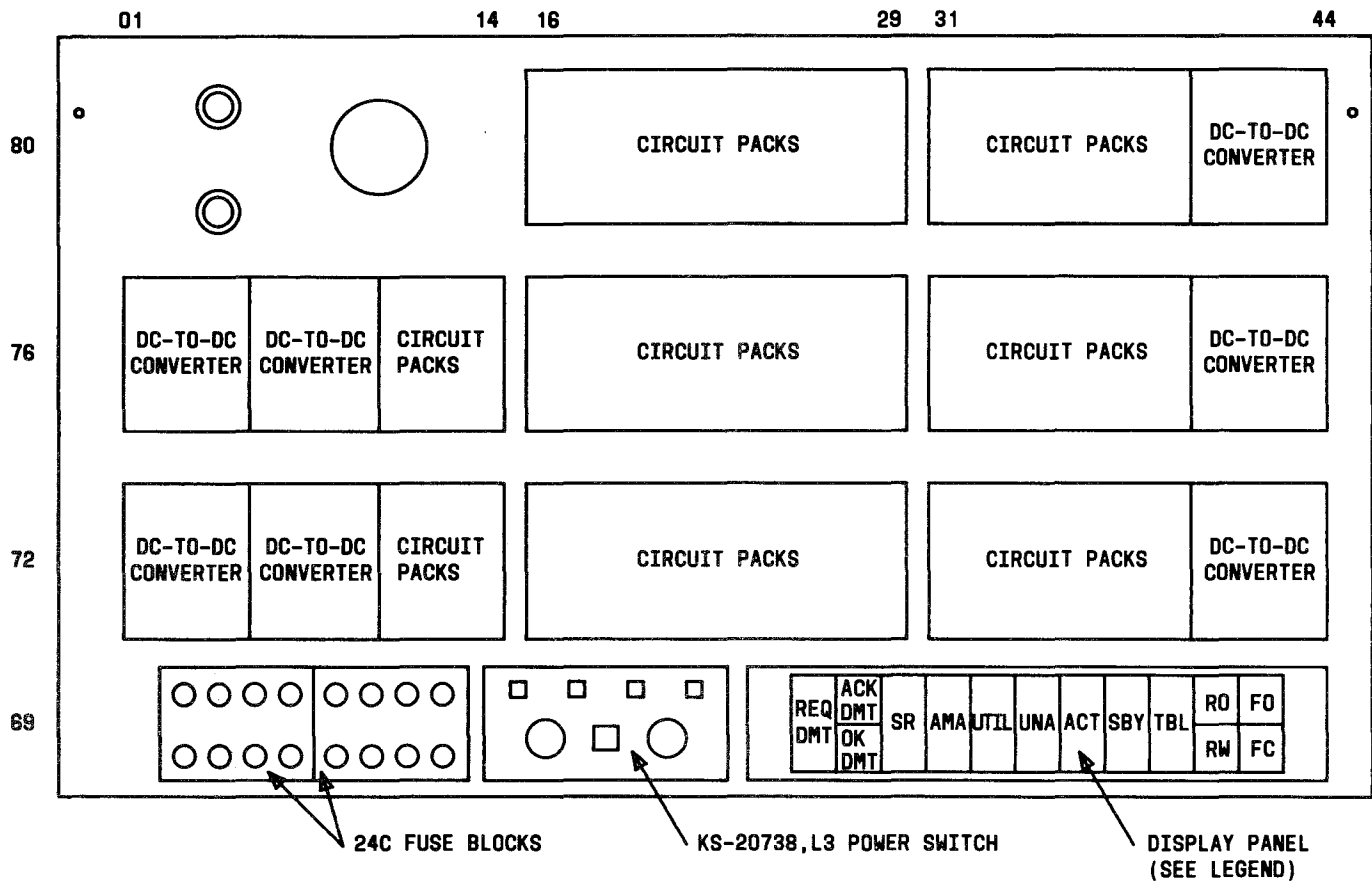 01 14 16 29 31 44
80
CIRCUIT PACKS
CIRCUIT PACKS
DC-TO-DC
CONVERTER
76
DC-TO-DC
CONVERTER
DC-TO-DC
CONVERTER
CIRCUIT
PACKS
CIRCUIT PACKS
CIRCUIT PACKS
DC-TO-DC
CONVERTER
72
DC-TO-DC
CONVERTER
DC-TO-DC
CONVERTER
CIRCUIT
PACKS
CIRCUIT PACKS
CIRCUIT PACKS
DC-TO-DC
CONVERTER
69
REQ
DMT
ACK
DMT
OK
DMT
SR
AMA
UTIL
UNA
ACT
SBY
TBL
RO
FO
RW
FC
24C FUSE BLOCKS
KS-20738,L3 POWER SWITCH
DISPLAY PANEL
(SEE LEGEND)